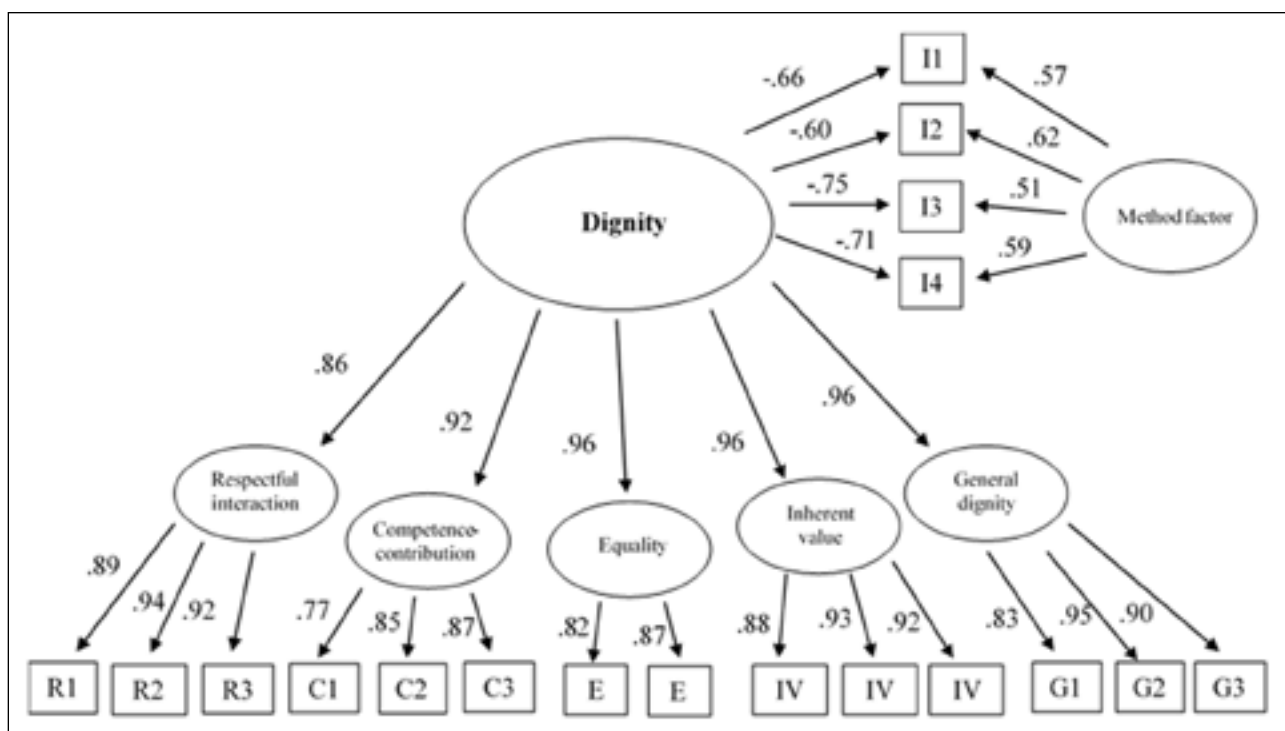 I1
-.66
.57
I2
-.60
.62
Dignity
-.75
I3
.51
Method factor
-.71
I4
.59
.86
.92
.96
.96
.96
Respectful
interaction
Competence-
contribution
Equality
Inherent
value
General
dignity
.89
.94
.92
.77
.85
.87
.82
.87
.88
.93
.92
.83
.95
.90
R1
R2
R3
C1
C2
C3
E
E
IV
IV
IV
G1
G2
G3